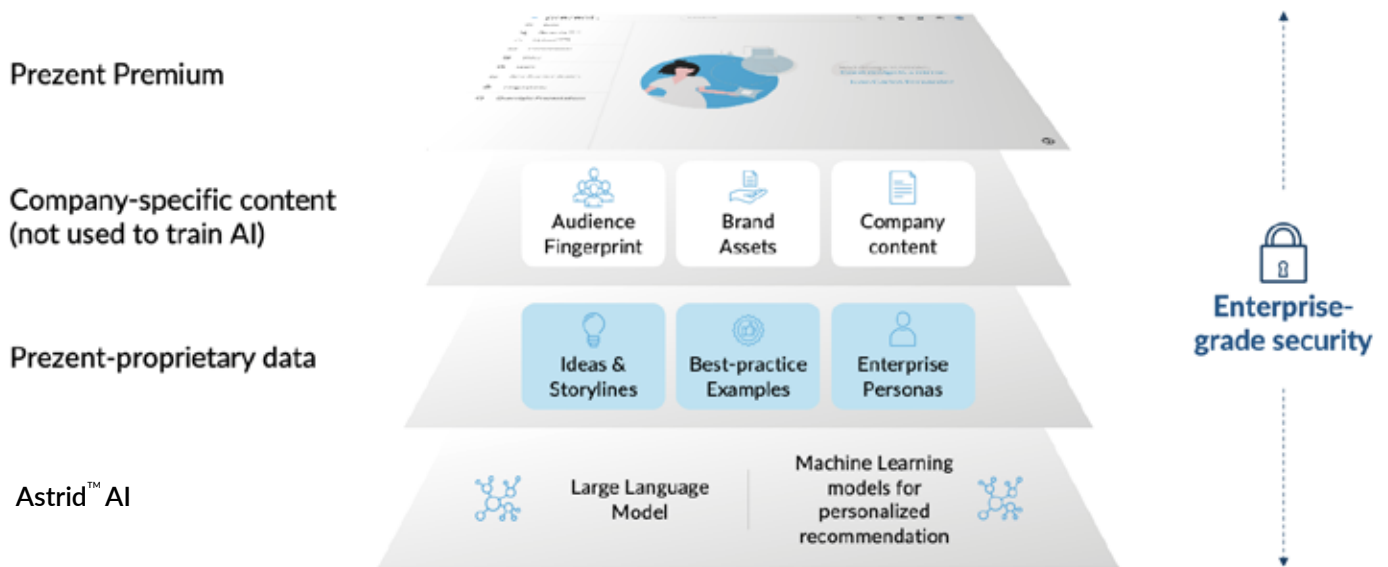 Prezent Premium
Company-specific content
(not used to train AI)
Audience
Fingerprint
Brand
Assets
Company
content
Enterprise-
grade security
Prezent-proprietary data
Ideas &
Storylines
Best-practice
Examples
Enterprise
Personas
Astrid™ AI
Large Language
Model
Machine Learning
models for
personalized
recommendation